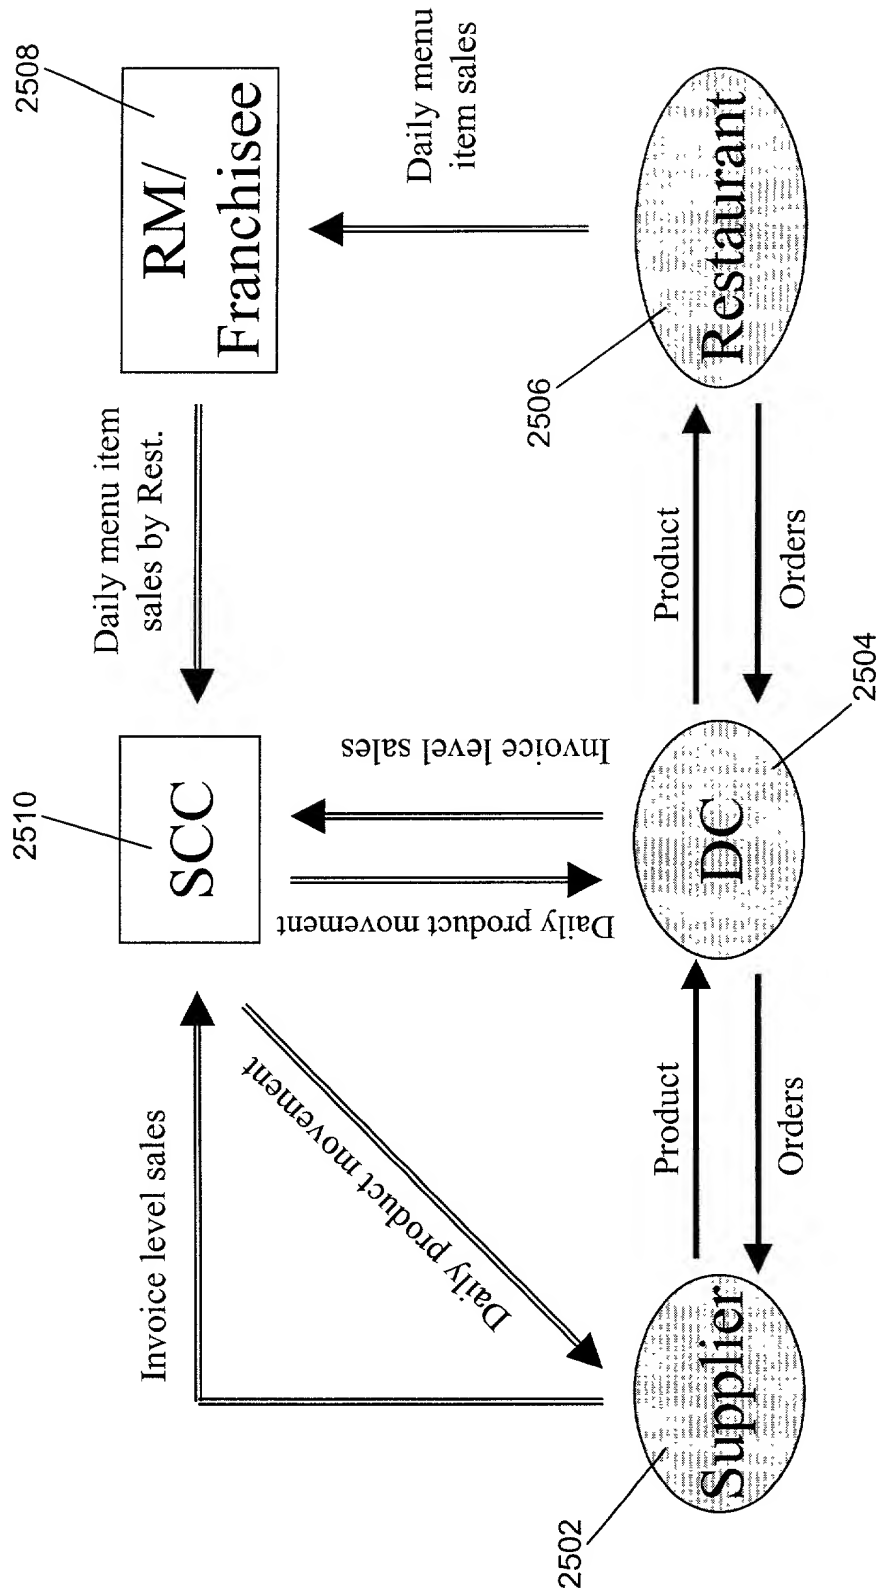 2510
2508
SCC
RM/
Franchisee
Invoice level sales
Daily menu item
sales by Rest.
Daily product movement
Daily product movement
Invoice level sales
Daily menu
item sales
2502
Supplier
Product
Orders
DC
2504
Product
Orders
2506
Restaurant